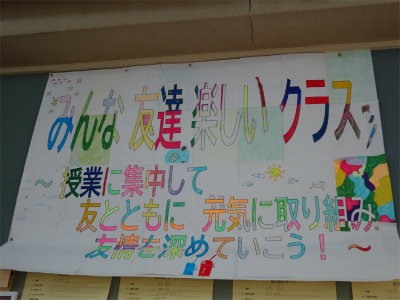 みんな友達 楽しいクラス♪
～授業に集中して
友とともに 元気に取り組み
友情を深めていこう！～